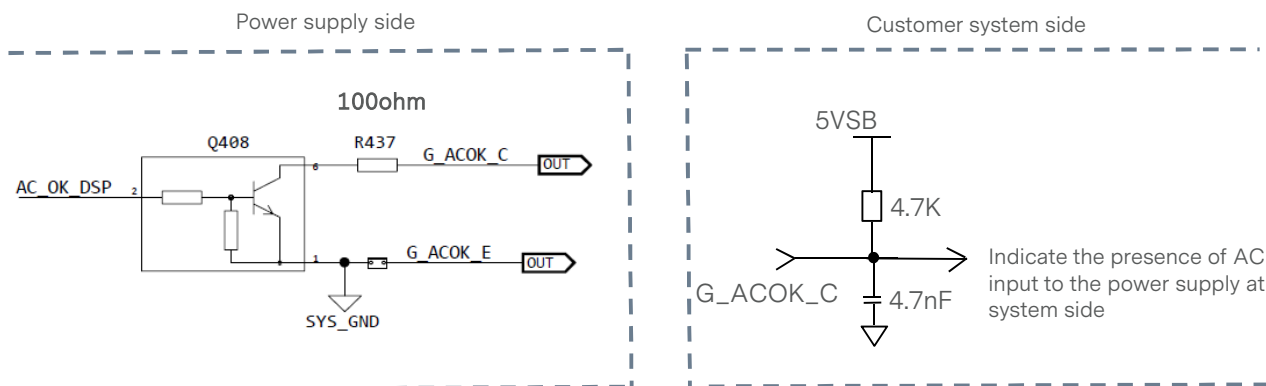 Power supply side
Customer system side
100ohm
Q408
R437
G_ACOK_C
OUT
6
AC_OK_DSP
2
1
G_ACOK_E
OUT
SYS_GND
5VSB
4.7K
G_ACOK_C
4.7nF
Indicate the presence of AC
input to the power supply at
system side